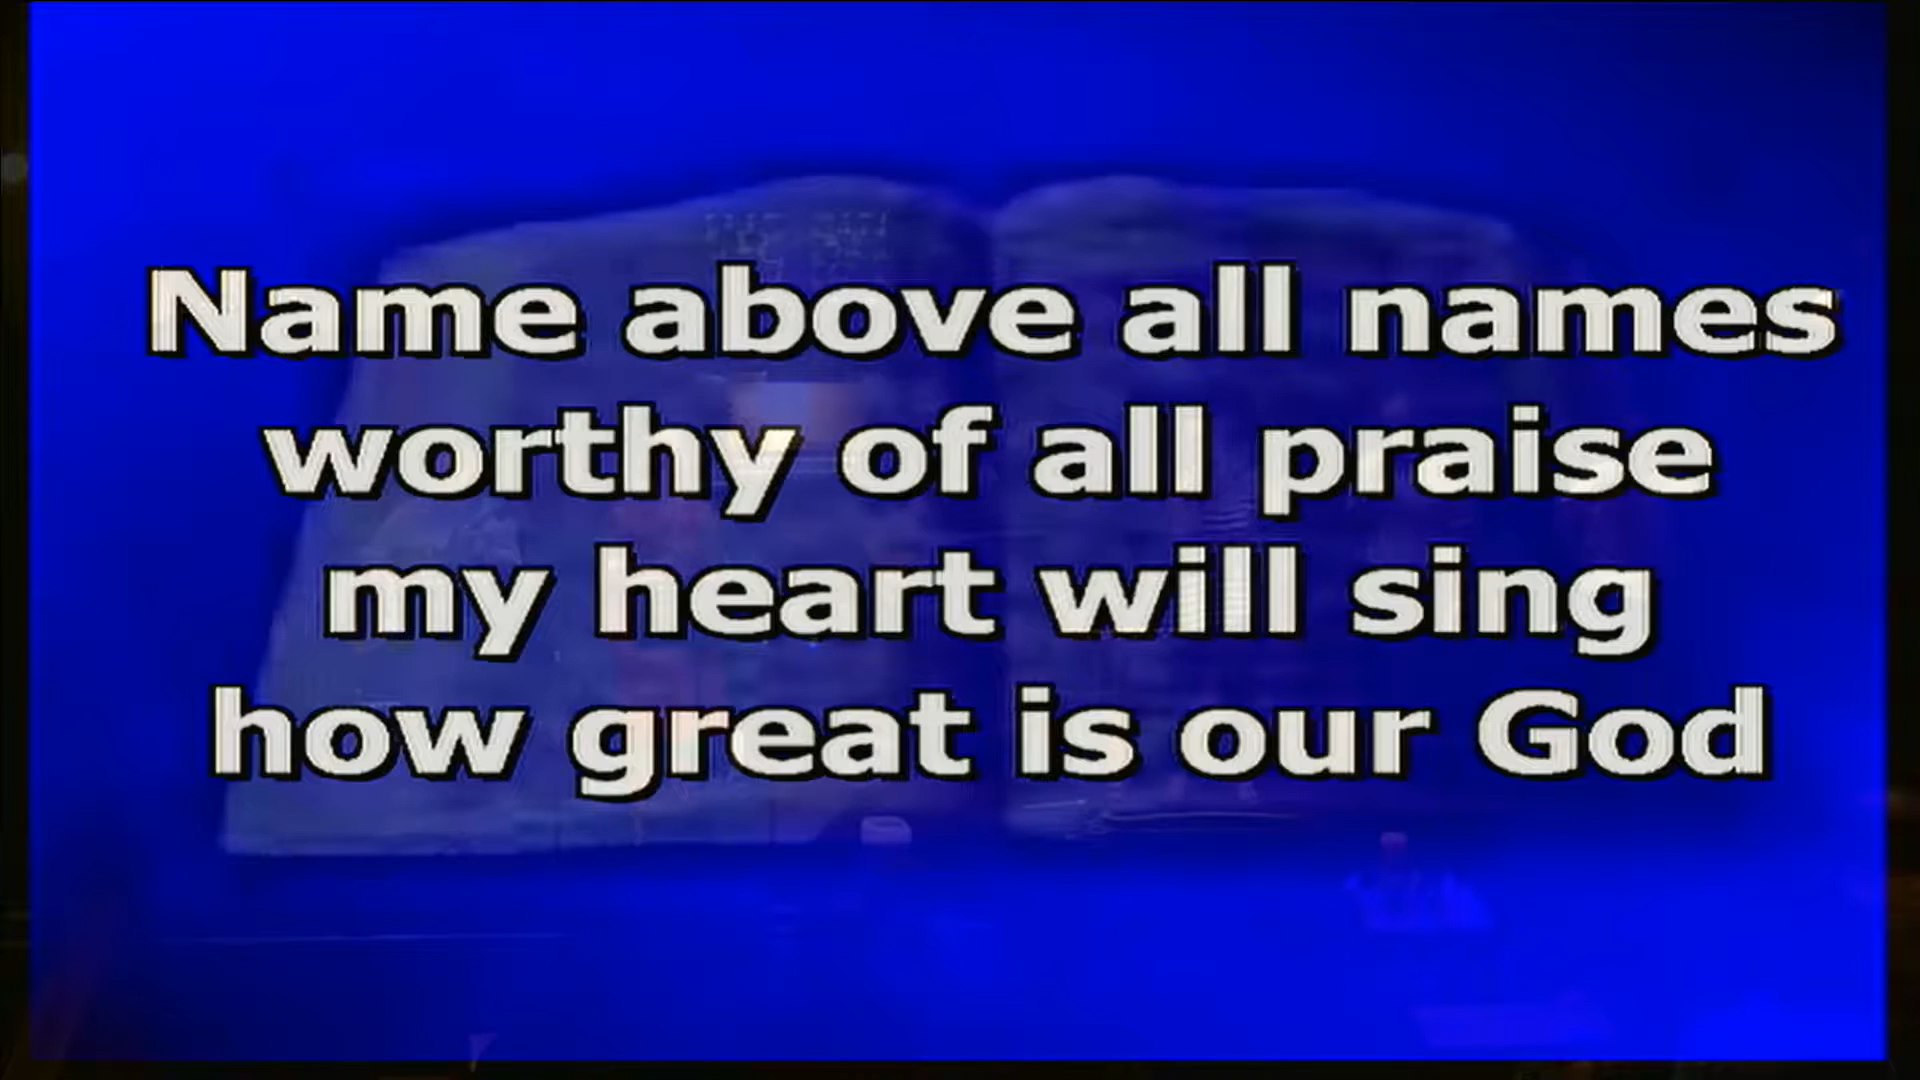 Name above all names
worthy of all praise
my heart will sing
how great is our God